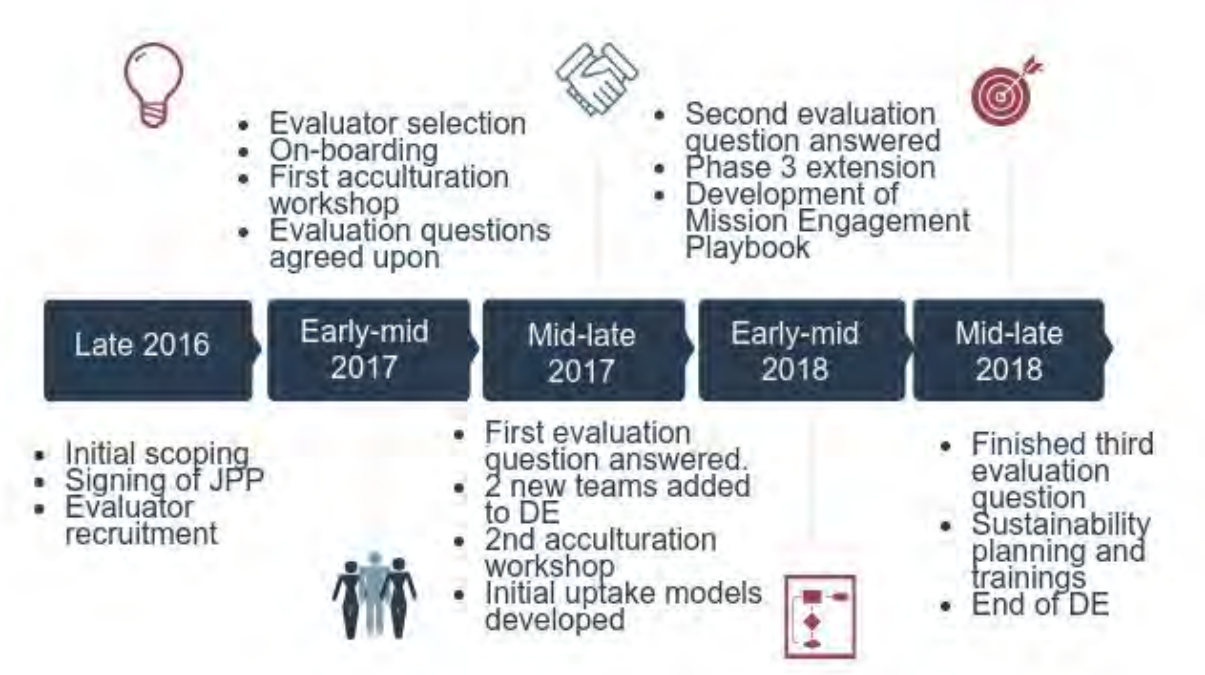 • Evaluator selection
• On-boarding
• First acculturation
workshop
• Evaluation questions
agreed upon
• Second evaluation
question answered
• Phase 3 extension
• Development of
Mission Engagement
Playbook
Late 2016
Early-mid
2017
Mid-late
2017
Early-mid
2018
Mid-late
2018
• Initial scoping
• Signing of JPP
• Evaluator
recruitment
• First evaluation
question answered.
• 2 new teams added
to DE
• 2nd acculturation
workshop
• Initial uptake models
developed
• Finished third
evaluation
question
• Sustainability
planning and
trainings
• End of DE